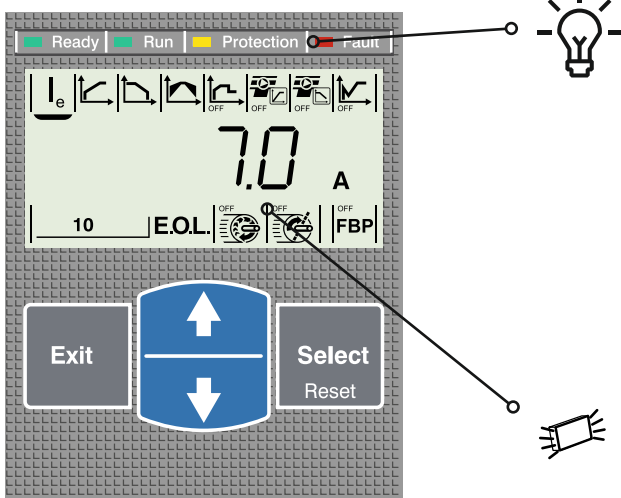 Ready Run Protection Fault
Ie
OFF OFF OFF OFF
7.0 A
OFF OFF OFF
10 E.O.L. FBP
Exit Select
Reset